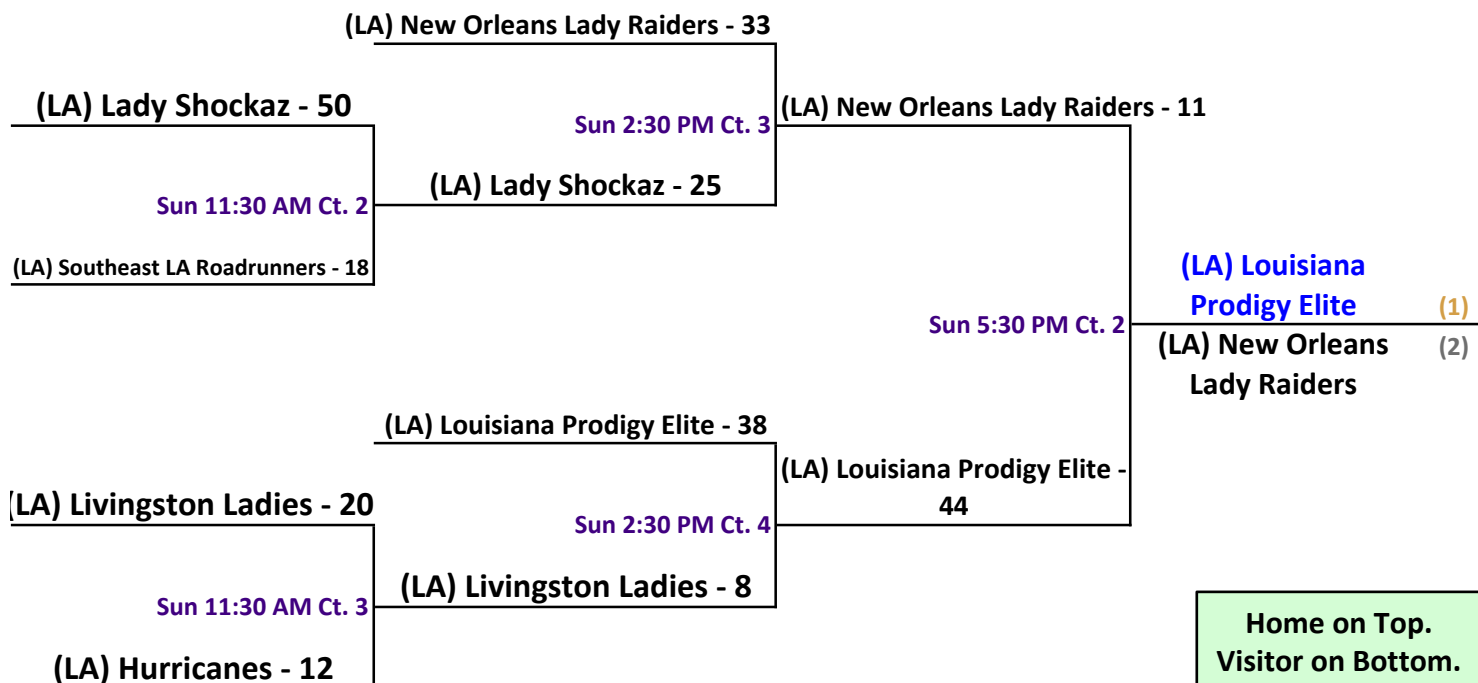 (LA) New Orleans Lady Raiders - 33
(LA) Lady Shockaz - 50
(LA) New Orleans Lady Raiders - 11
Sun 2:30 PM Ct. 3
(LA) Lady Shockaz - 25
Sun 11:30 AM Ct. 2
(LA) Southeast LA Roadrunners - 18
(LA) Louisiana
Prodigy Elite (1)
Sun 5:30 PM Ct. 2
(LA) New Orleans (2)
Lady Raiders
(LA) Louisiana Prodigy Elite - 38
(LA) Louisiana Prodigy Elite -
44
(LA) Livingston Ladies - 20
Sun 2:30 PM Ct. 4
(LA) Livingston Ladies - 8
Sun 11:30 AM Ct. 3
(LA) Hurricanes - 12
Home on Top.
Visitor on Bottom.